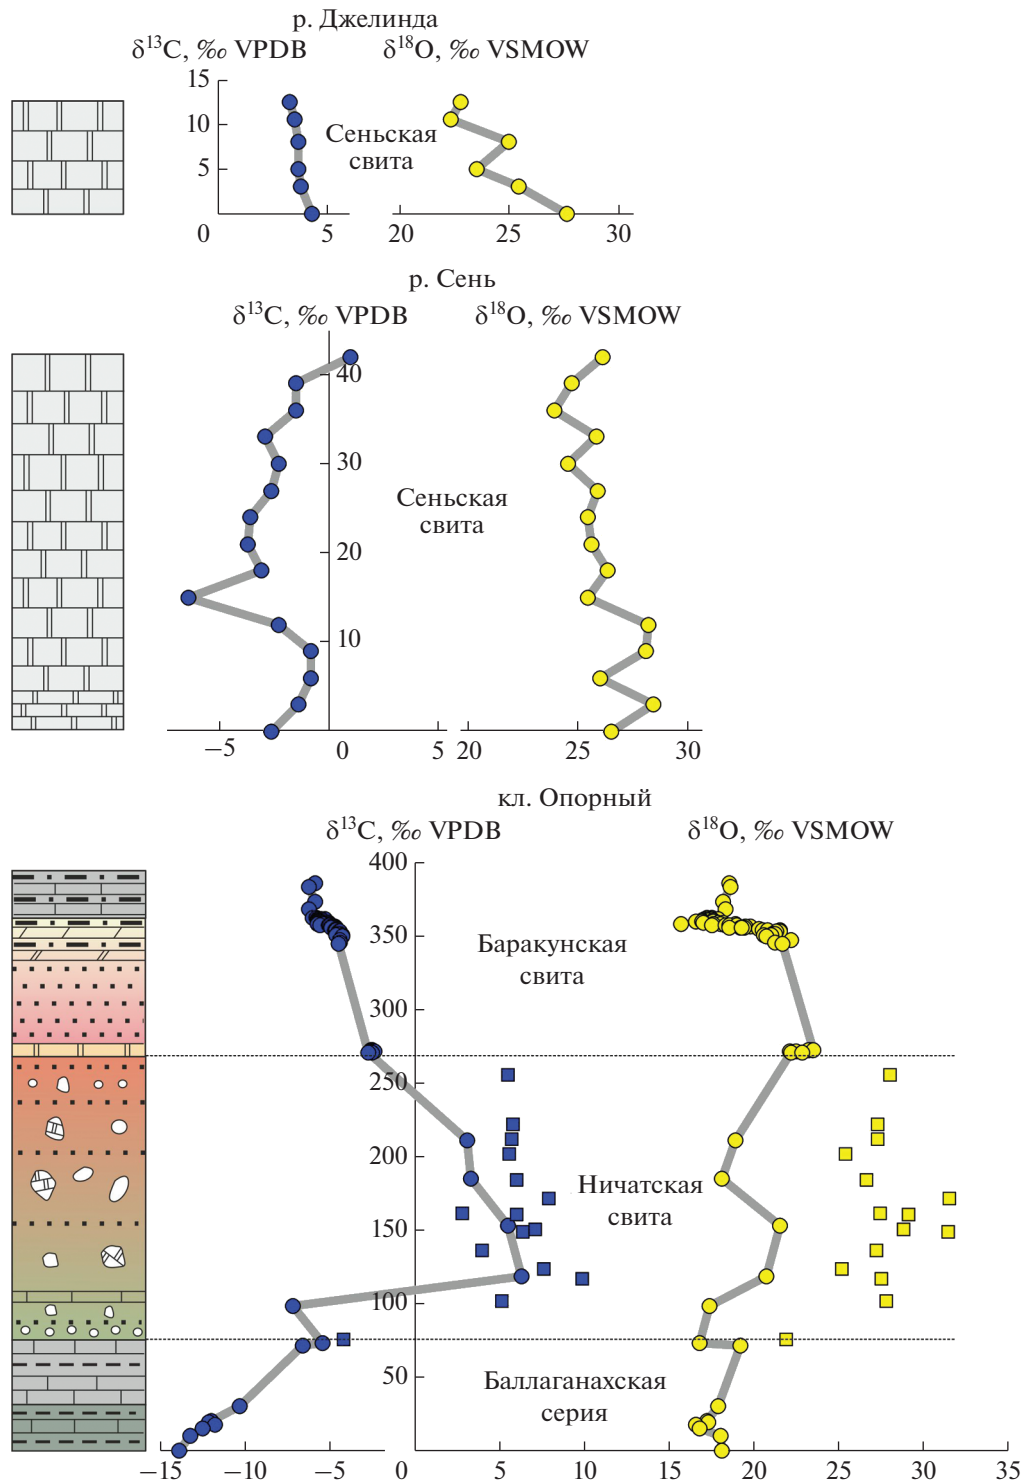 р. Джелинда
δ¹³C, ‰ VPDB δ¹⁸O, ‰ VSMOW
15
10
5
Сеньская
свита
0 5 20 25 30
р. Сень
δ¹³C, ‰ VPDB δ¹⁸O, ‰ VSMOW
40
30
Сеньская
свита
20
10
−5 0 5 20 25 30
кл. Опорный
δ¹³C, ‰ VPDB δ¹⁸O, ‰ VSMOW
400
350
Баракунская
свита
300
250
200
Ничатская
свита
150
100
50
Баллаганахская
серия
−15 −10 −5 0 5 10 15 20 25 30 35